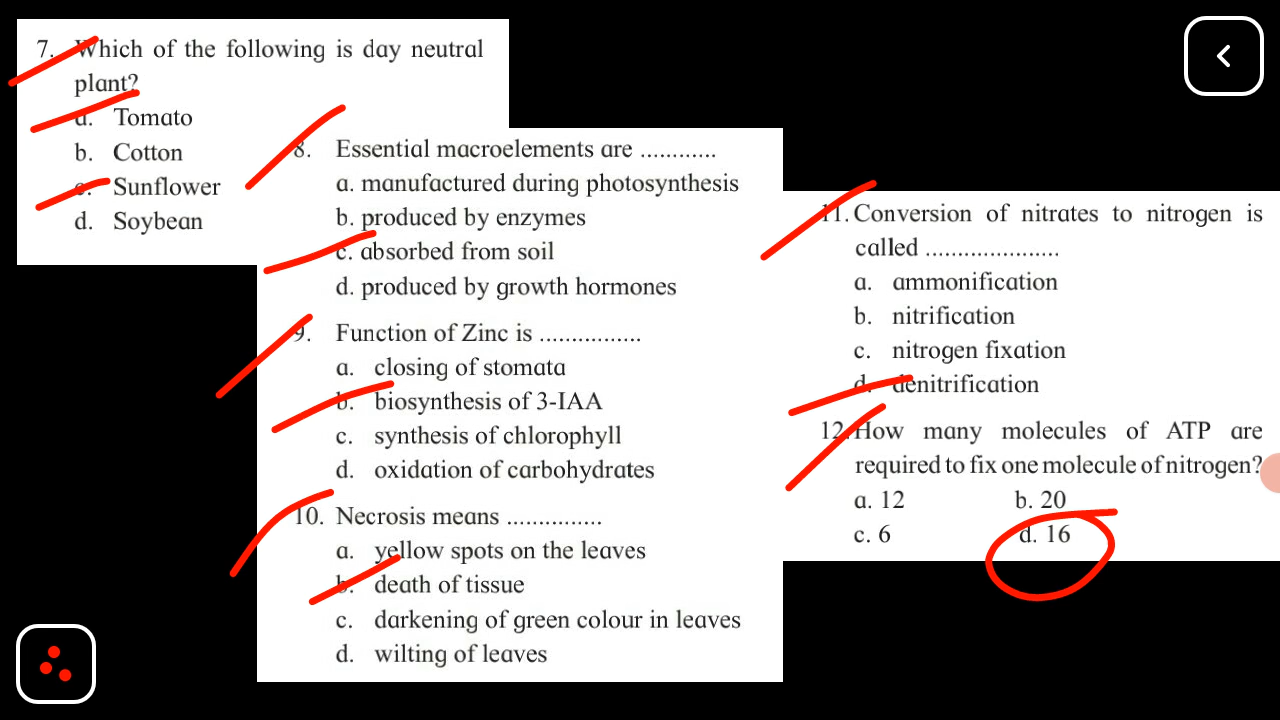 7. Which of the following is day neutral
plant?
a. Tomato
b. Cotton
c. Sunflower
d. Soybean
8. Essential macroelements are ............
a. manufactured during photosynthesis
b. produced by enzymes
c. absorbed from soil
d. produced by growth hormones
9. Function of Zinc is ................
a. closing of stomata
b. biosynthesis of 3-IAA
c. synthesis of chlorophyll
d. oxidation of carbohydrates
10. Necrosis means ...............
a. yellow spots on the leaves
b. death of tissue
c. darkening of green colour in leaves
d. wilting of leaves
11. Conversion of nitrates to nitrogen is
called .....................
a. ammonification
b. nitrification
c. nitrogen fixation
d. denitrification
12. How many molecules of ATP are
required to fix one molecule of nitrogen?
a. 12 b. 20
c. 6 d. 16